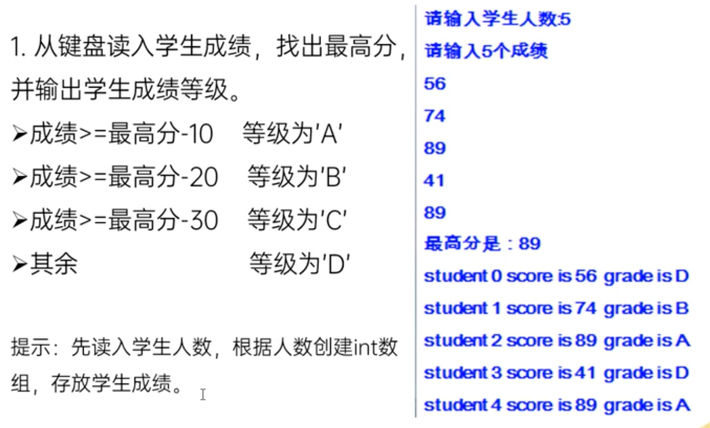 1. 从键盘读入学生成绩，找出最高分，
并输出学生成绩等级。
➢成绩>=最高分-10 等级为'A'
➢成绩>=最高分-20 等级为'B'
➢成绩>=最高分-30 等级为'C'
➢其余 等级为'D'
提示：先读入学生人数，根据人数创建int数
组，存放学生成绩。
请输入学生人数:5
请输入5个成绩
56
74
89
41
89
最高分是：89
student 0 score is 56 grade is D
student 1 score is 74 grade is B
student 2 score is 89 grade is A
student 3 score is 41 grade is D
student 4 score is 89 grade is A